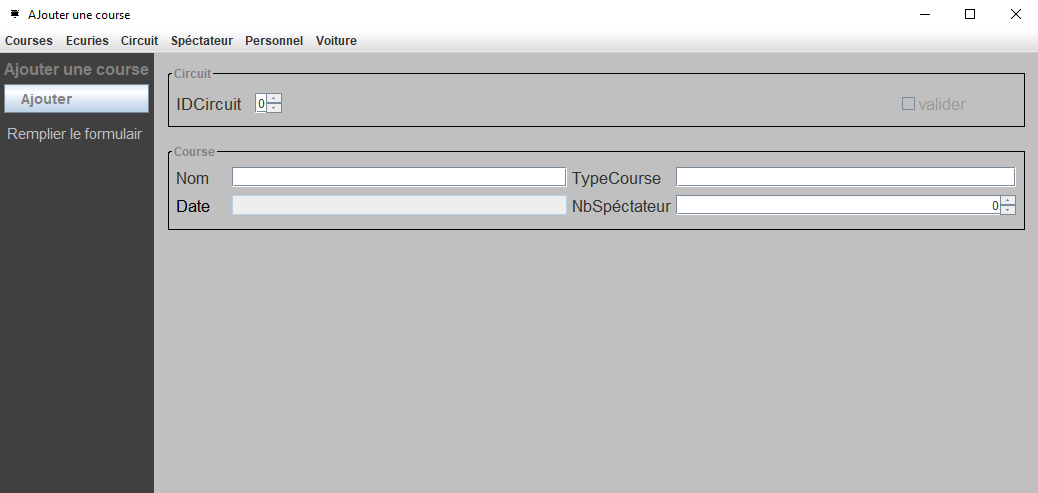 AJouter une course
Courses Ecuries Circuit Spéctateur Personnel Voiture
Ajouter une course
Ajouter
Remplier le formulair
Circuit
IDCircuit 0 valider
Course
Nom TypeCourse
Date NbSpéctateur 0